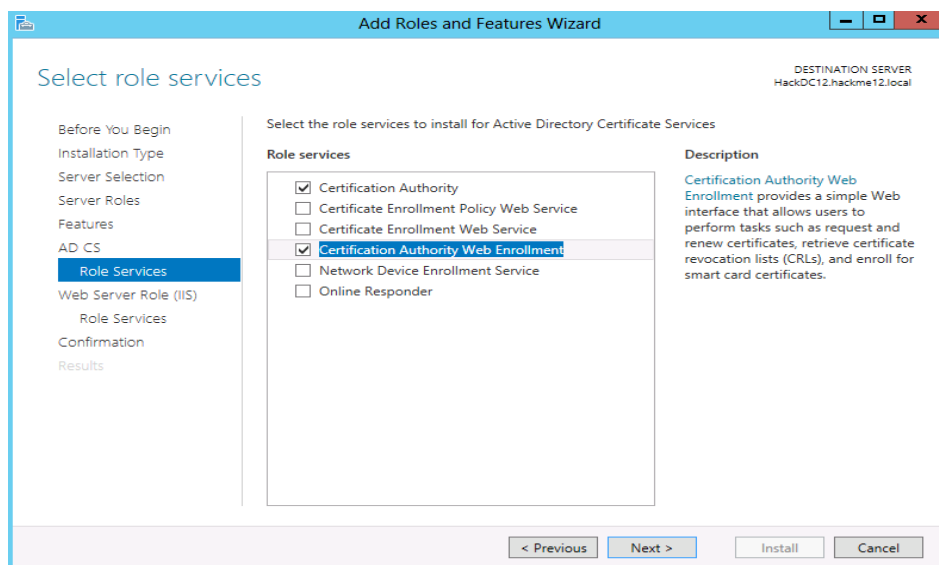 Add Roles and Features Wizard
Select role services
DESTINATION SERVER
HackDC12.hackme12.local
Before You Begin
Installation Type
Server Selection
Server Roles
Features
AD CS
Role Services
Web Server Role (IIS)
Role Services
Confirmation
Results
Select the role services to install for Active Directory Certificate Services
Role services
Certification Authority
Certificate Enrollment Policy Web Service
Certificate Enrollment Web Service
Certification Authority Web Enrollment
Network Device Enrollment Service
Online Responder
Description
Certification Authority Web
Enrollment provides a simple Web
interface that allows users to
perform tasks such as request and
renew certificates, retrieve certificate
revocation lists (CRLs), and enroll for
smart card certificates.
< Previous
Next >
Install
Cancel